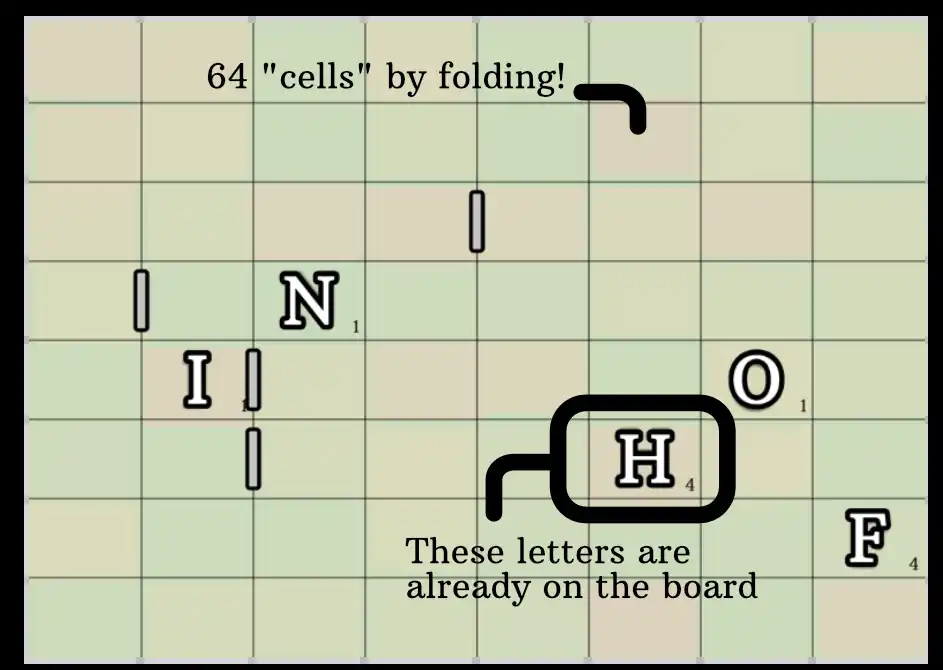 64 "cells" by folding!
N 1
I 1
O 1
H 4
F 4
These letters are
already on the board